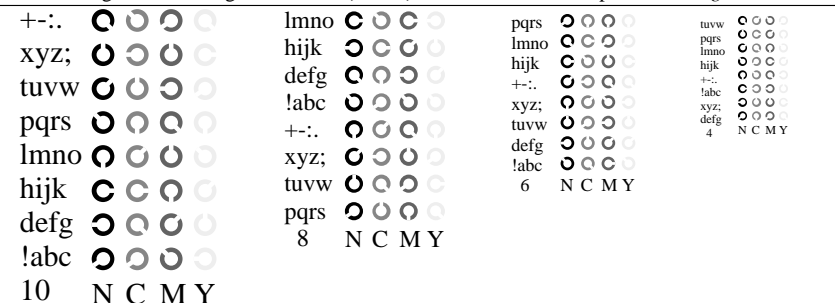 +-:.
xyz;
tuvw
pqrs
lmno
hijk
defg
!abc
10 N C M Y
lmno
hijk
defg
!abc
+-:.
xyz;
tuvw
pqrs
8 N C M Y
pqrs
lmno
hijk
+-:.
xyz;
tuvw
defg
!abc
6 N C M Y
tuvw
pqrs
lmno
hijk
+-:.
!abc
xyz;
defg
4 N C M Y